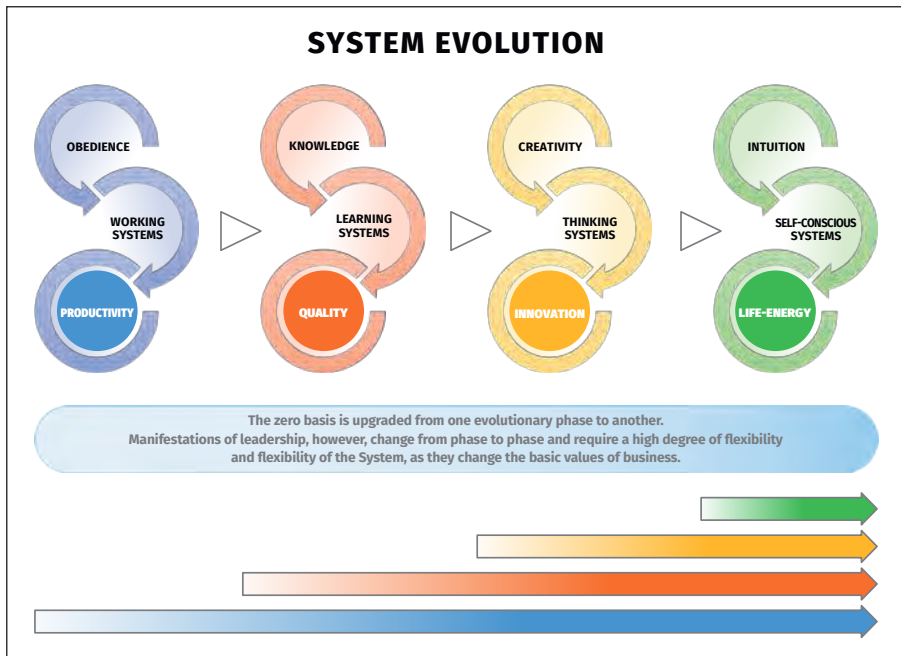 SYSTEM EVOLUTION
OBEDIENCE
WORKING
SYSTEMS
PRODUCTIVITY
KNOWLEDGE
LEARNING
SYSTEMS
QUALITY
CREATIVITY
THINKING
SYSTEMS
INNOVATION
INTUITION
SELF-CONSCIOUS
SYSTEMS
LIFE-ENERGY
The zero basis is upgraded from one evolutionary phase to another.
Manifestations of leadership, however, change from phase to phase and require a high degree of flexibility
and flexibility of the System, as they change the basic values of business.